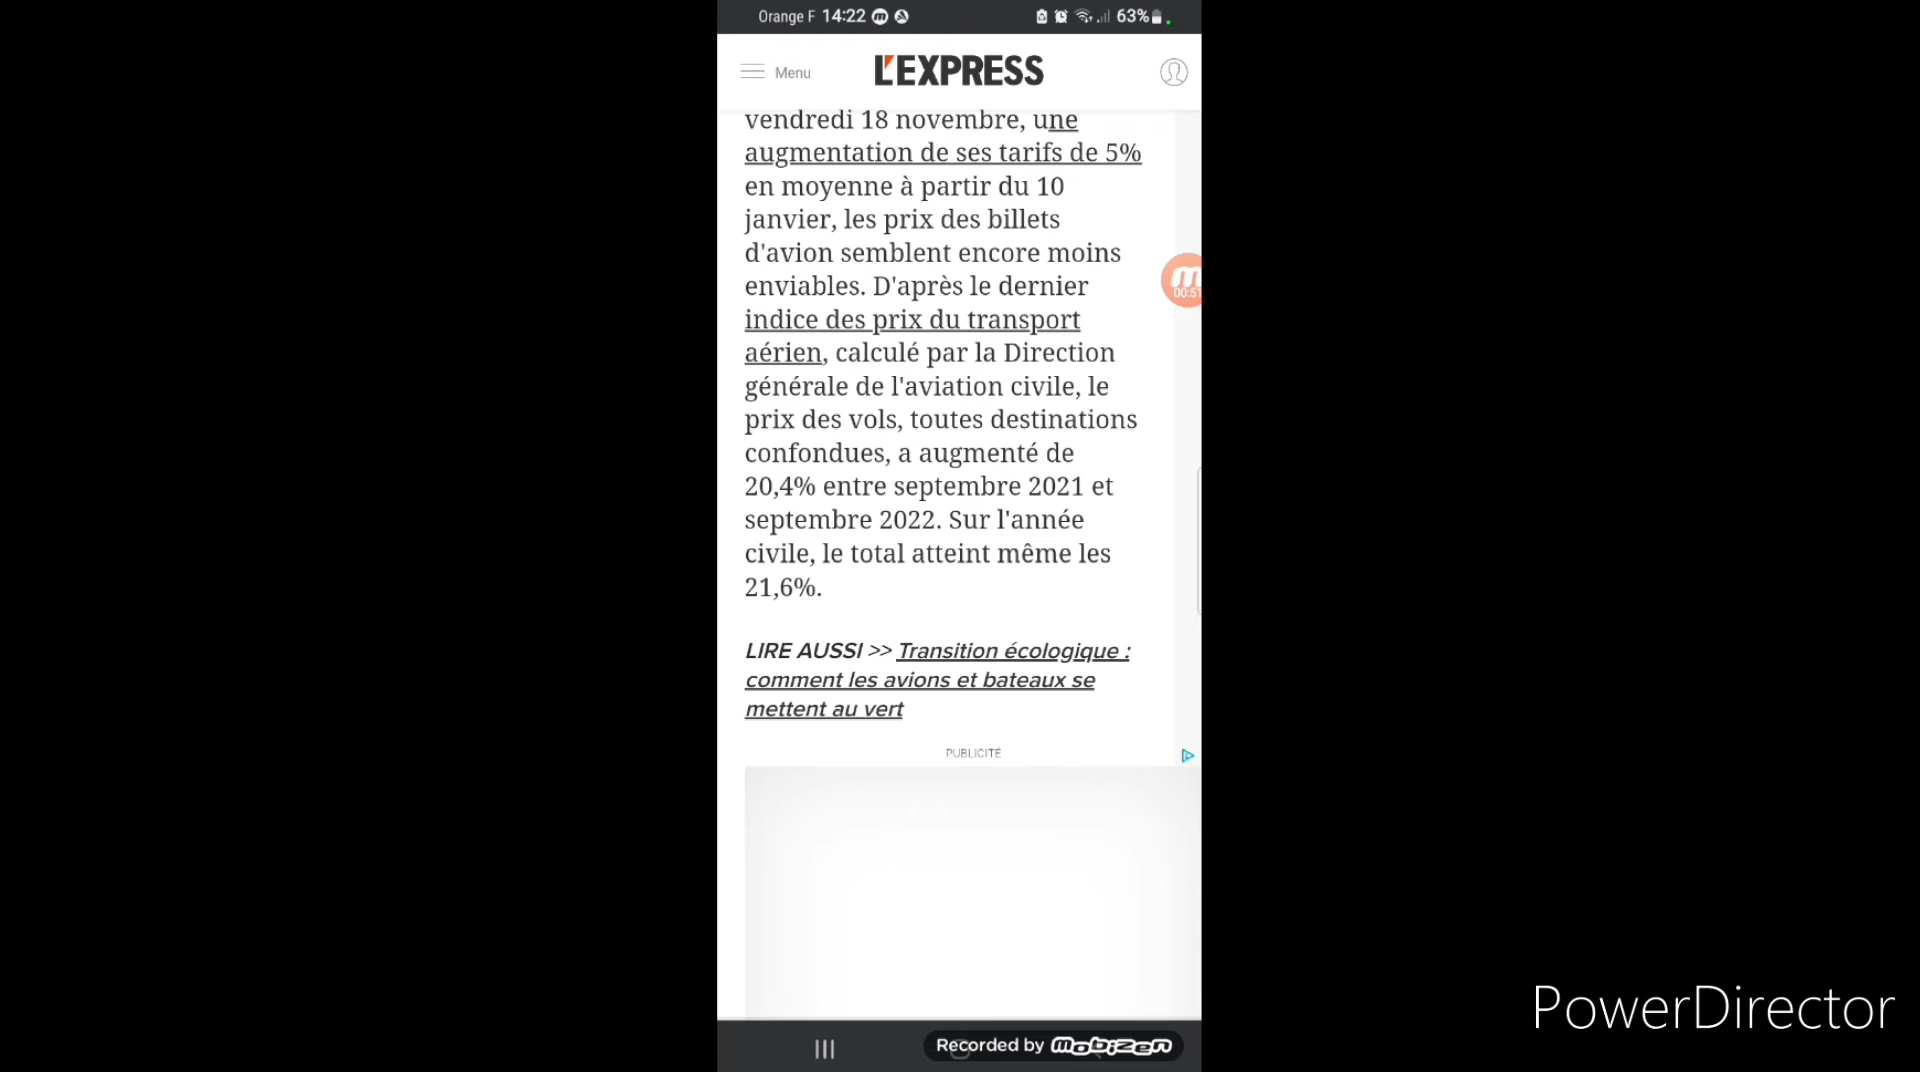 Orange F 14:22
63%
Menu
L'EXPRESS
vendredi 18 novembre, une
augmentation de ses tarifs de 5%
en moyenne à partir du 10
janvier, les prix des billets
d'avion semblent encore moins
enviables. D'après le dernier
indice des prix du transport
aérien, calculé par la Direction
générale de l'aviation civile, le
prix des vols, toutes destinations
confondues, a augmenté de
20,4% entre septembre 2021 et
septembre 2022. Sur l'année
civile, le total atteint même les
21,6%.
00:51
LIRE AUSSI >> Transition écologique :
comment les avions et bateaux se
mettent au vert
PUBLICITÉ
Recorded by mobizen
PowerDirector